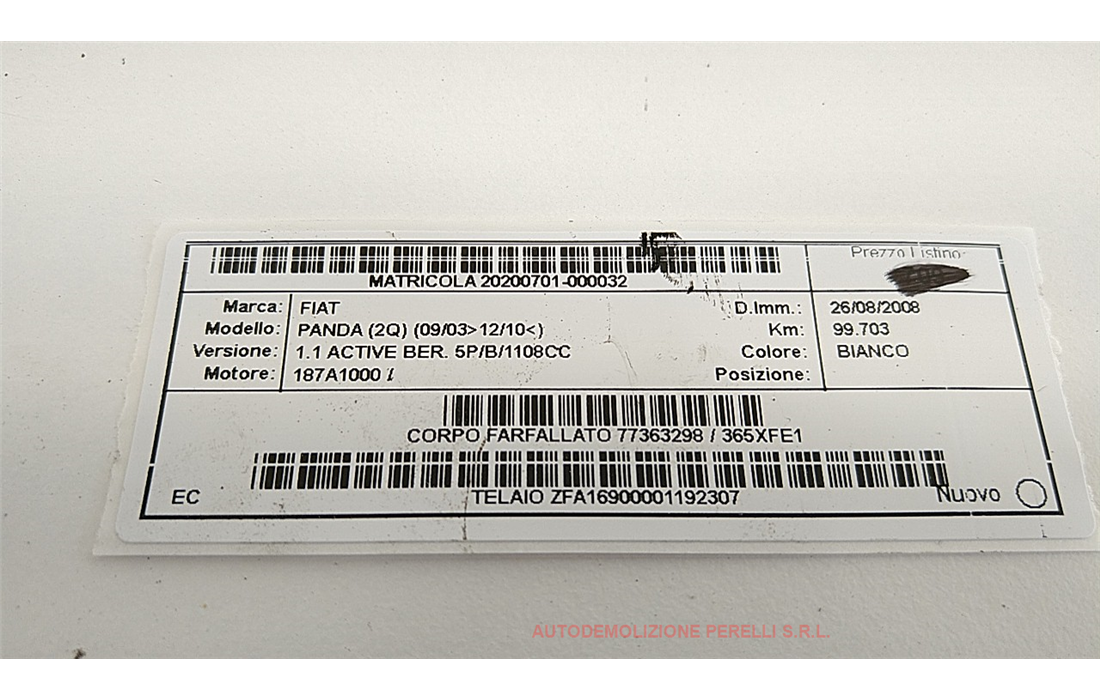 Prezzo Listino:
MATRICOLA 20200701-000032
Marca: FIAT D.Imm.: 26/08/2008
Modello: PANDA (2Q) (09/03>12/10<) Km: 99.703
Versione: 1.1 ACTIVE BER. 5P/B/1108CC Colore: BIANCO
Motore: 187A1000 / Posizione:
CORPO FARFALLATO 77363298 / 365XFE1
TELAIO ZFA16900001192307
EC Nuovo
AUTODEMOLIZIONE PERELLI S.R.L.